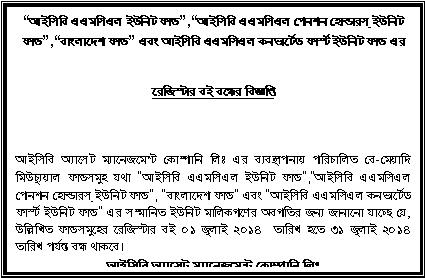 “আইসিবি এএমসিএল ইউনিট ফান্ড”,“আইসিবি এএমসিএল পেনশন হোল্ডারস্ ইউনিট
ফান্ড”,“বাংলাদেশ ফান্ড” এবং আইসিবি এএমসিএল কনভার্টেড ফার্স্ট ইউনিট ফান্ড এর
রেজিস্টার বই বন্ধের বিজ্ঞপ্তি
আইসিবি অ্যাসেট ম্যানেজমেন্ট কোম্পানি লিঃ এর ব্যবস্থাপনায় পরিচালিত বে-মেয়াদি
মিউচ্যুয়াল ফান্ডসমুহ যথা "আইসিবি এএমসিএল ইউনিট ফান্ড","আইসিবি এএমসিএল
পেনশন হোল্ডারস্ ইউনিট ফান্ড", "বাংলাদেশ ফান্ড" এবং "আইসিবি এএমসিএল কনভার্টেড
ফার্স্ট ইউনিট ফান্ড" এর সম্মানিত ইউনিট মালিকগণের অবগতির জন্য জানানো যাচ্ছে যে,
উল্লিখিত ফান্ডসমুহের রেজিস্টার বই ০১ জুলাই ২০১৪ তারিখ হতে ৩১ জুলাই ২০১৪
তারিখ পর্যন্ত বন্ধ থাকবে।
আইসিবি অ্যাসেট ম্যানেজমেন্ট কোম্পানি লিঃ